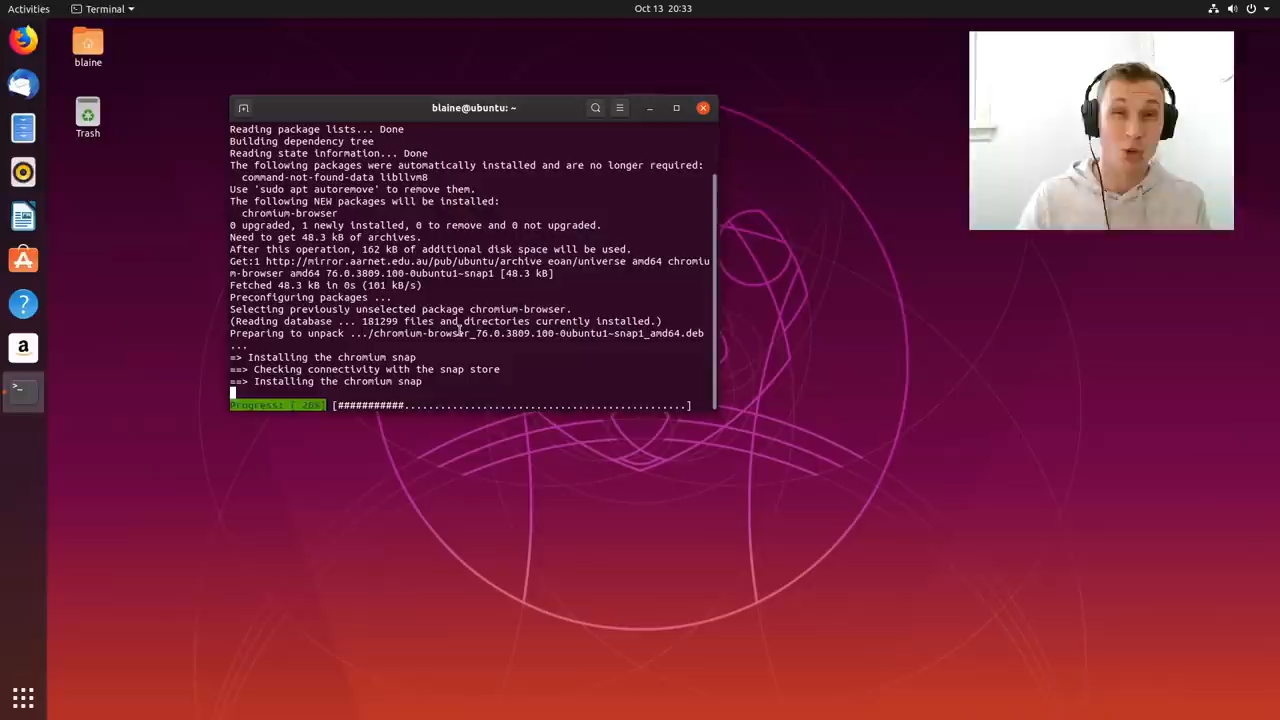 Activities
Terminal
Oct 13 20:33
blaine
Trash
blaine@ubuntu: ~
Reading package lists... Done
Building dependency tree
Reading state information... Done
The following packages were automatically installed and are no longer required:
command-not-found-data libllvm8
Use 'sudo apt autoremove' to remove them.
The following NEW packages will be installed:
chromium-browser
0 upgraded, 1 newly installed, 0 to remove and 0 not upgraded.
Need to get 48.3 kB of archives.
After this operation, 162 kB of additional disk space will be used.
Get:1 http://mirror.aarnet.edu.au/pub/ubuntu/archive eoan/universe amd64 chromiu
m-browser amd64 76.0.3809.100-0ubuntu1~snap1 [48.3 kB]
Fetched 48.3 kB in 0s (101 kB/s)
Preconfiguring packages ...
Selecting previously unselected package chromium-browser.
(Reading database ... 181299 files and directories currently installed.)
Preparing to unpack .../chromium-browser_76.0.3809.100-0ubuntu1~snap1_amd64.deb
...
=> Installing the chromium snap
==> Checking connectivity with the snap store
==> Installing the chromium snap
Progress: [ 20%] [###########...............................................]